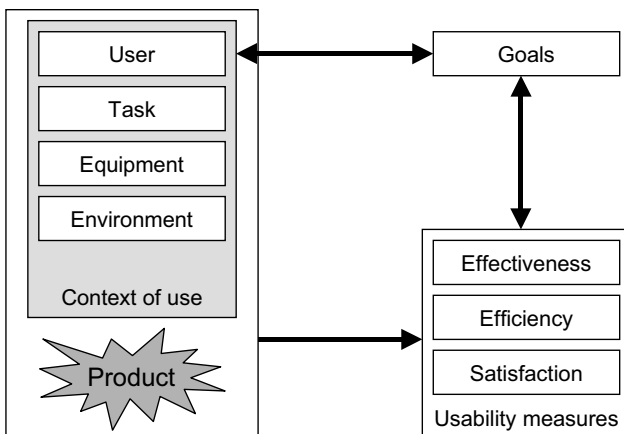 User
Task
Equipment
Environment
Context of use
Product
Goals
Effectiveness
Efficiency
Satisfaction
Usability measures